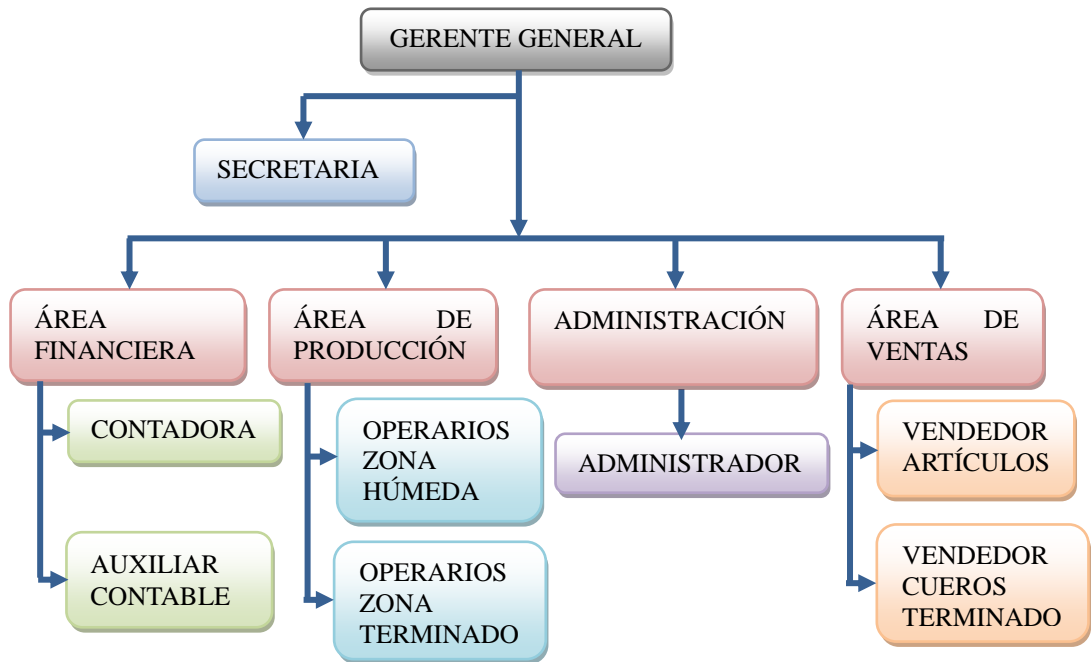 GERENTE GENERAL
SECRETARIA
ÁREA
FINANCIERA
ÁREA DE
PRODUCCIÓN
ADMINISTRACIÓN
ÁREA DE
VENTAS
CONTADORA
OPERARIOS
ZONA
HÚMEDA
ADMINISTRADOR
VENDEDOR
ARTÍCULOS
AUXILIAR
CONTABLE
OPERARIOS
ZONA
TERMINADO
VENDEDOR
CUEROS
TERMINADO